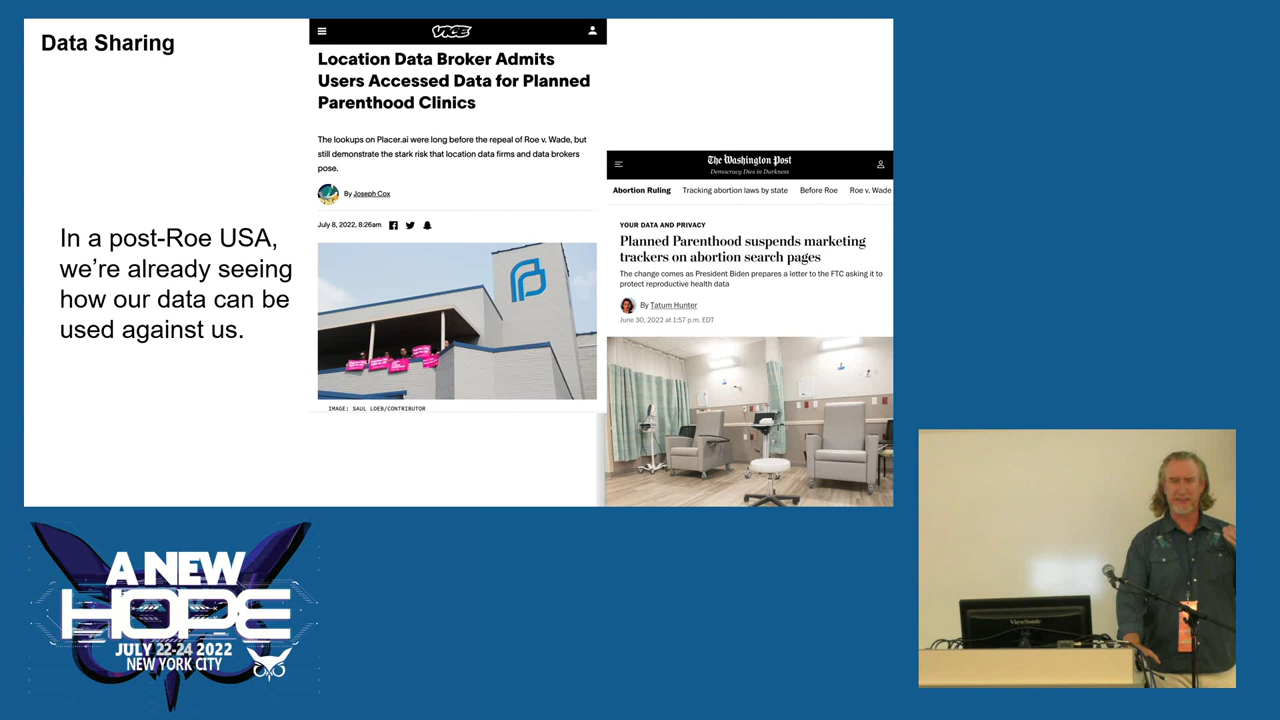 Data Sharing
In a post-Roe USA,
we're already seeing
how our data can be
used against us.
VICE
Location Data Broker Admits
Users Accessed Data for Planned
Parenthood Clinics
The lookups on Placer.ai were long before the repeal of Roe v. Wade, but
still demonstrate the stark risk that location data firms and data brokers
pose.
By Joseph Cox
July 8, 2022, 8:26am
IMAGE: SAUL LOEB/CONTRIBUTOR
The Washington Post
Democracy Dies in Darkness
Abortion Ruling Tracking abortion laws by state Before Roe Roe v. Wade
YOUR DATA AND PRIVACY
Planned Parenthood suspends marketing
trackers on abortion search pages
The change comes as President Biden prepares a letter to the FTC asking it to
protect reproductive health data
By Tatum Hunter
June 30, 2022 at 1:57 p.m. EDT
A NEW
HOPE
JULY 22-24 2022
NEW YORK CITY
ViewSonic